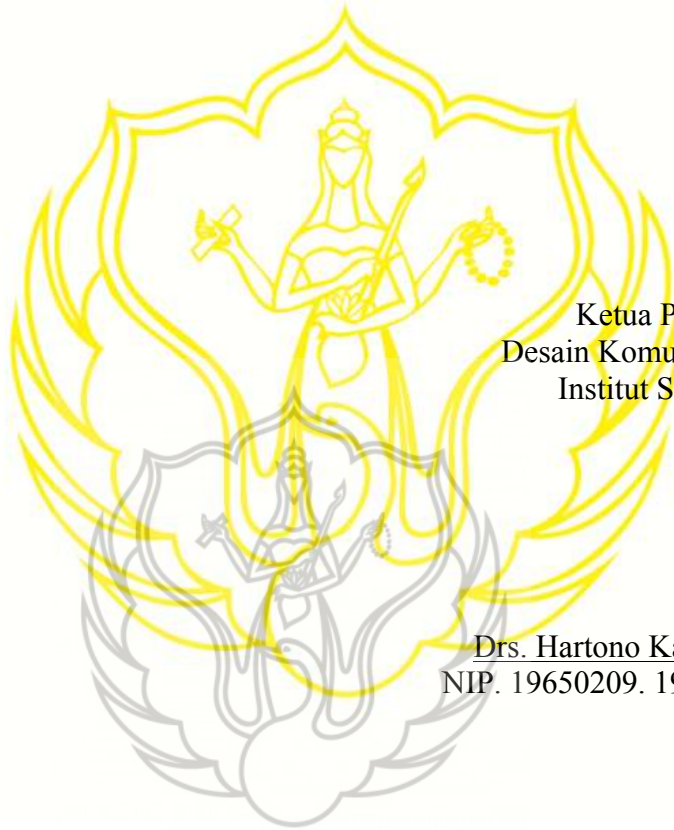 Ketua P
Desain Komu
Institut S
Drs. Hartono Ka
NIP. 19650209. 19